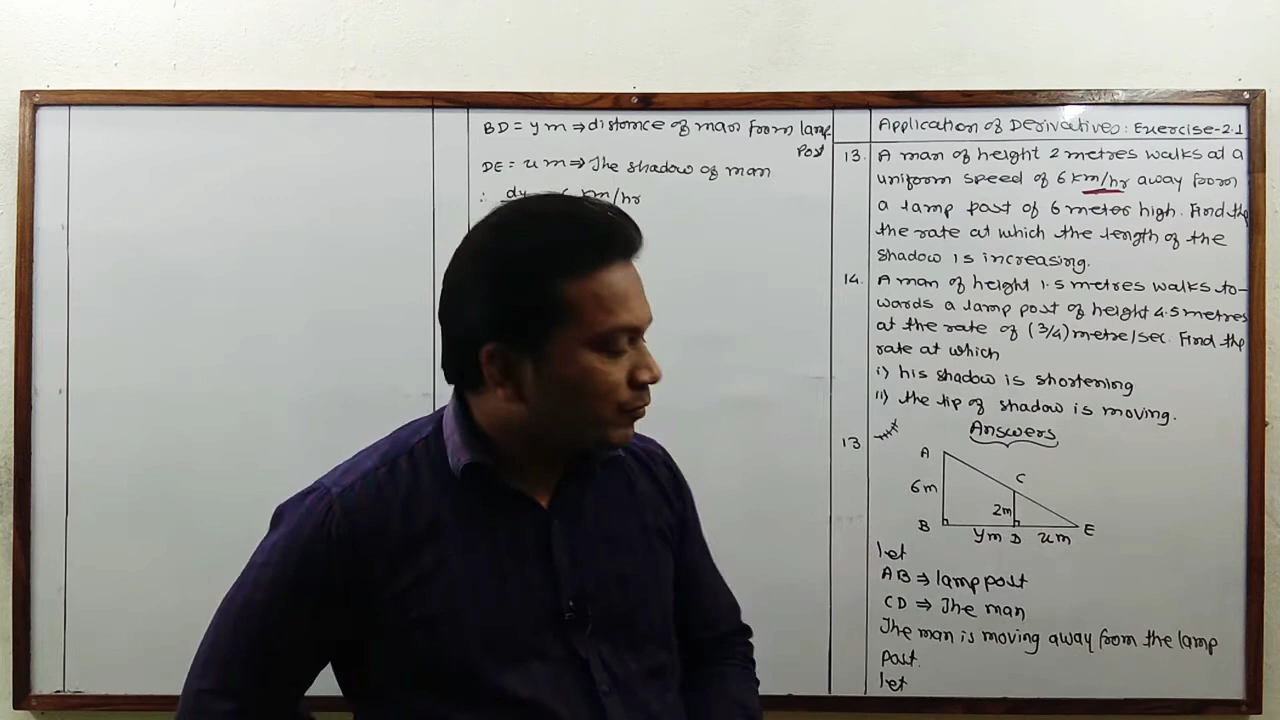 BD = y m ⇒ distance of man from lamp
Post
DE = x m ⇒ The shadow of man
∴ dy km/hr
Application of Derivatives: Exercise-2.1
13. A man of height 2 metres walks at a
uniform speed of 6 km/hr away from
a lamp post of 6 meter high. Find the
the rate at which the length of the
shadow is increasing.
14. A man of height 1.5 metres walks to-
wards a lamp post of height 4.5 metres
at the rate of (3/4) metre/sec. Find the
rate at which
i) his shadow is shortening
ii) the tip of shadow is moving.
Answers
13
A
C
6m
2m
B
y m D x m E
let
AB ⇒ lamp post
CD ⇒ The man
The man is moving away from the lamp
post.
let